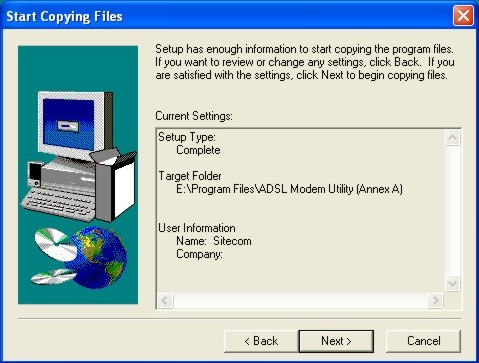 Start Copying Files
Setup has enough information to start copying the program files.
If you want to review or change any settings, click Back. If you
are satisfied with the settings, click Next to begin copying files.
Current Settings:
Setup Type:
Complete
Target Folder
E:\Program Files\ADSL Modem Utility (Annex A)
User Information
Name: Sitecom
Company:
< Back
Next >
Cancel